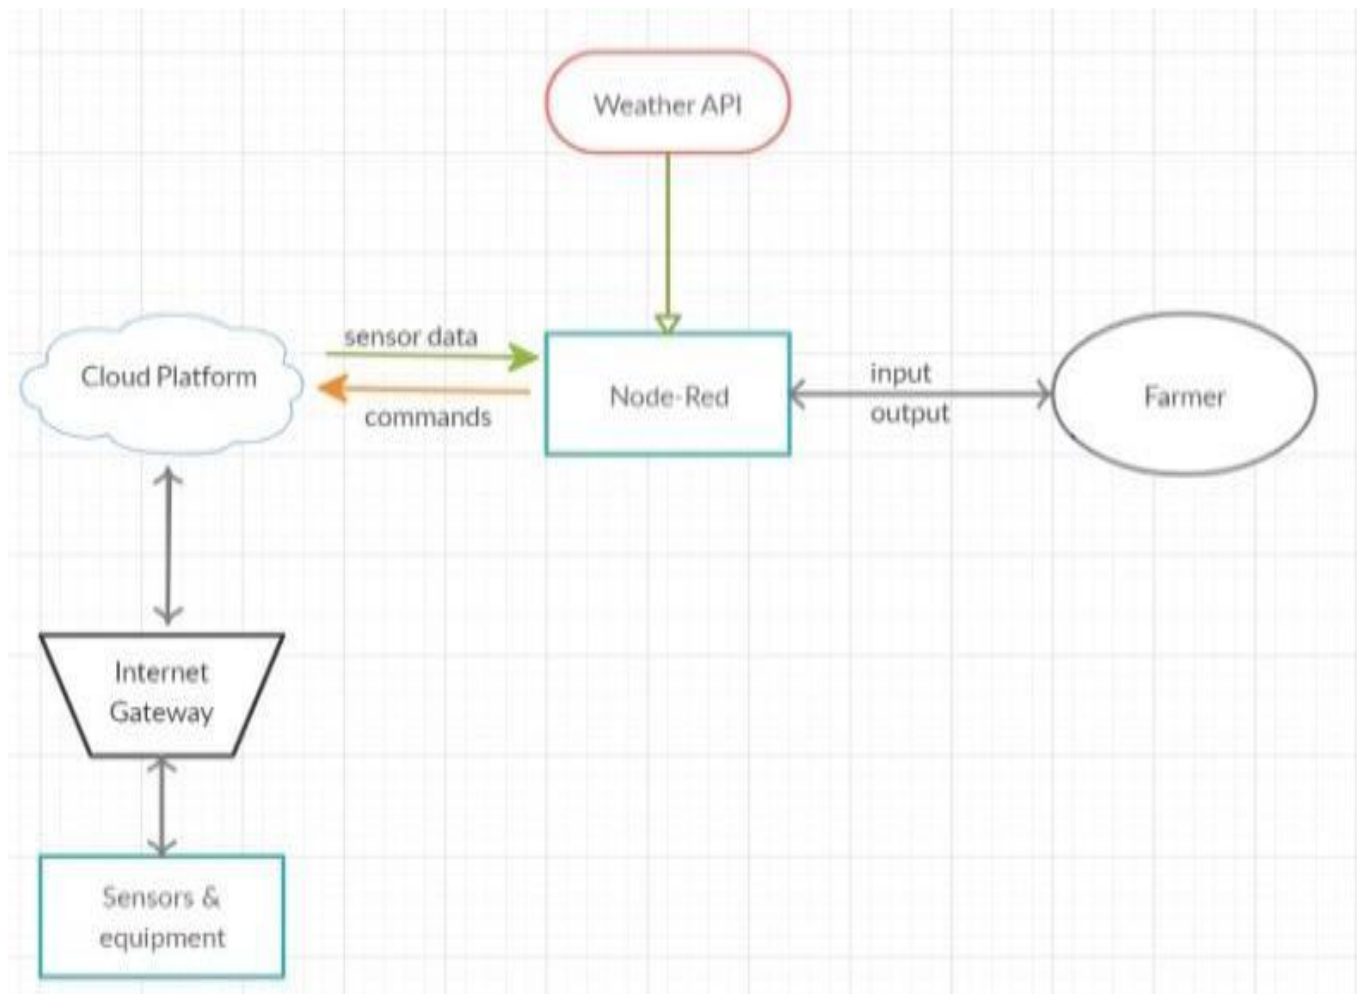 Weather API
sensor data
Cloud Platform
commands
Node-Red
input
output
Farmer
Internet
Gateway
Sensors &
equipment